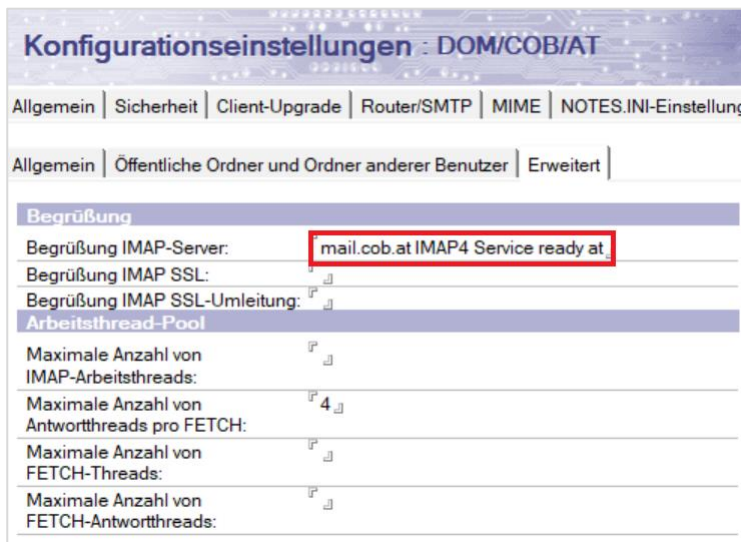 Konfigurationseinstellungen : DOM/COB/AT
Allgemein | Sicherheit | Client-Upgrade | Router/SMTP | MIME | NOTES.INI-Einstellung
Allgemein | Öffentliche Ordner und Ordner anderer Benutzer | Erweitert
Begrüßung
Begrüßung IMAP-Server: mail.cob.at IMAP4 Service ready at
Begrüßung IMAP SSL:
Begrüßung IMAP SSL-Umleitung:
Arbeitsthread-Pool
Maximale Anzahl von
IMAP-Arbeitsthreads:
Maximale Anzahl von 4
Antwortthreads pro FETCH:
Maximale Anzahl von
FETCH-Threads:
Maximale Anzahl von
FETCH-Antwortthreads: